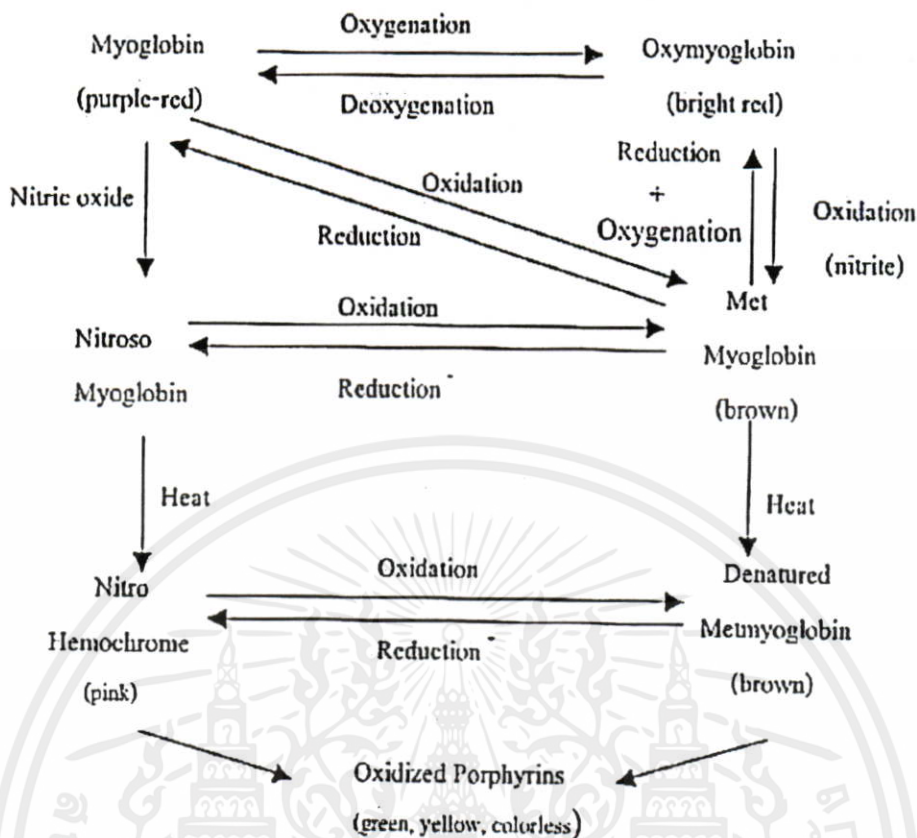 Oxygenation
Myoglobin
Oxymyoglobin
(purple-red)
Deoxygenation
(bright red)
Reduction
+
Oxygenation
Nitric oxide
Oxidation
Oxidation
(nitrite)
Reduction
Met
Oxidation
Nitroso
Myoglobin
Myoglobin
Reduction
(brown)
Heat
Heat
Nitro
Oxidation
Denatured
Hemochrome
Reduction
Metmyoglobin
(pink)
(brown)
Oxidized Porphyrins
(green, yellow, colorless)